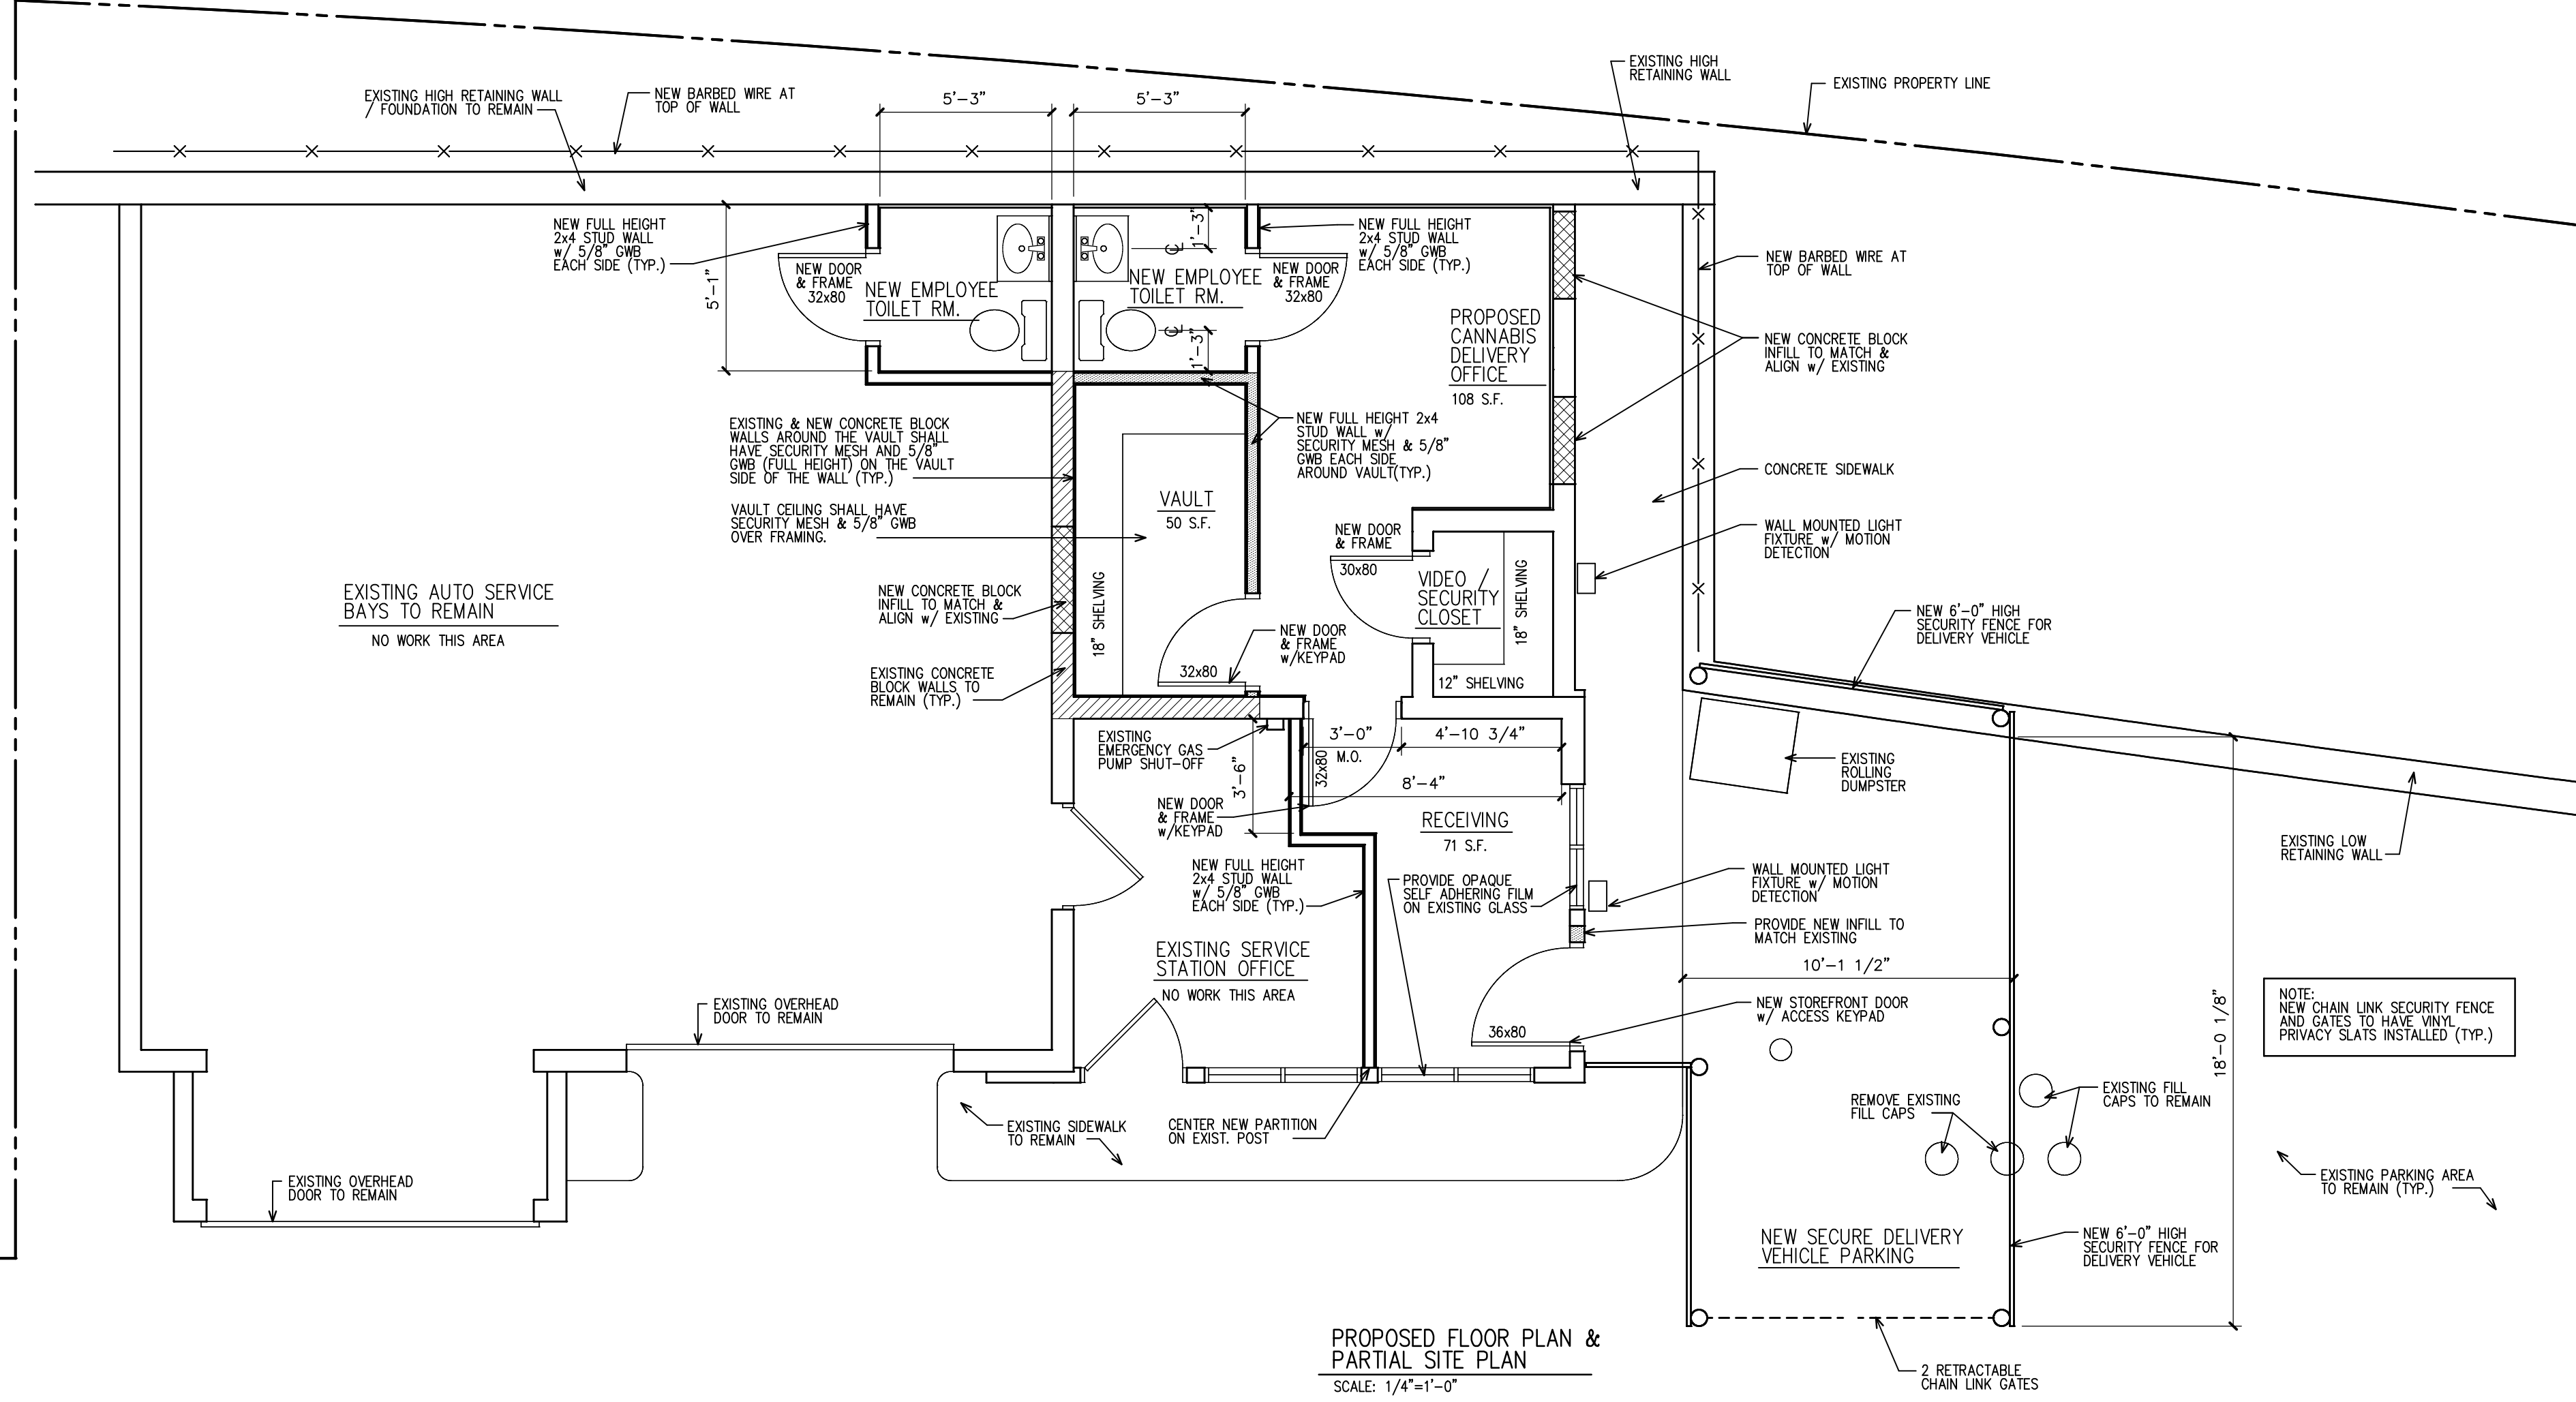 EXISTING HIGH
RETAINING WALL
EXISTING PROPERTY LINE
EXISTING HIGH RETAINING WALL
/ FOUNDATION TO REMAIN
NEW BARBED WIRE AT
TOP OF WALL
5'-3"
5'-3"
NEW FULL HEIGHT
2x4 STUD WALL
w/ 5/8" GWB
EACH SIDE (TYP.)
5'-1"
NEW DOOR
& FRAME
32x80
NEW EMPLOYEE
TOILET RM.
NEW EMPLOYEE
TOILET RM.
1'-3"
CL
CL
1'-3"
NEW DOOR
& FRAME
32x80
NEW FULL HEIGHT
2x4 STUD WALL
w/ 5/8" GWB
EACH SIDE (TYP.)
PROPOSED
CANNABIS
DELIVERY
OFFICE
108 S.F.
NEW BARBED WIRE AT
TOP OF WALL
NEW CONCRETE BLOCK
INFILL TO MATCH &
ALIGN w/ EXISTING
CONCRETE SIDEWALK
WALL MOUNTED LIGHT
FIXTURE w/ MOTION
DETECTION
EXISTING & NEW CONCRETE BLOCK
WALLS AROUND THE VAULT SHALL
HAVE SECURITY MESH AND 5/8"
GWB (FULL HEIGHT) ON THE VAULT
SIDE OF THE WALL (TYP.)
VAULT CEILING SHALL HAVE
SECURITY MESH & 5/8" GWB
OVER FRAMING.
NEW FULL HEIGHT 2x4
STUD WALL w/
SECURITY MESH & 5/8"
GWB EACH SIDE
AROUND VAULT(TYP.)
VAULT
50 S.F.
18" SHELVING
NEW DOOR
& FRAME
30x80
VIDEO /
SECURITY
CLOSET
18" SHELVING
12" SHELVING
EXISTING AUTO SERVICE
BAYS TO REMAIN
NO WORK THIS AREA
NEW CONCRETE BLOCK
INFILL TO MATCH &
ALIGN w/ EXISTING
EXISTING CONCRETE
BLOCK WALLS TO
REMAIN (TYP.)
NEW DOOR
& FRAME
w/KEYPAD
32x80
NEW 6'-0" HIGH
SECURITY FENCE FOR
DELIVERY VEHICLE
EXISTING
EMERGENCY GAS
PUMP SHUT-OFF
3'-6"
3'-0"
M.O.
4'-10 3/4"
32x80
8'-4"
NEW DOOR
& FRAME
w/KEYPAD
RECEIVING
71 S.F.
EXISTING
ROLLING
DUMPSTER
EXISTING LOW
RETAINING WALL
NEW FULL HEIGHT
2x4 STUD WALL
w/ 5/8" GWB
EACH SIDE (TYP.)
PROVIDE OPAQUE
SELF ADHERING FILM
ON EXISTING GLASS
WALL MOUNTED LIGHT
FIXTURE w/ MOTION
DETECTION
PROVIDE NEW INFILL TO
MATCH EXISTING
EXISTING SERVICE
STATION OFFICE
NO WORK THIS AREA
10'-1 1/2"
NEW STOREFRONT DOOR
w/ ACCESS KEYPAD
36x80
18'-0 1/8"
NOTE:
NEW CHAIN LINK SECURITY FENCE
AND GATES TO HAVE VINYL
PRIVACY SLATS INSTALLED (TYP.)
EXISTING OVERHEAD
DOOR TO REMAIN
EXISTING SIDEWALK
TO REMAIN
CENTER NEW PARTITION
ON EXIST. POST
REMOVE EXISTING
FILL CAPS
EXISTING FILL
CAPS TO REMAIN
EXISTING PARKING AREA
TO REMAIN (TYP.)
EXISTING OVERHEAD
DOOR TO REMAIN
NEW SECURE DELIVERY
VEHICLE PARKING
NEW 6'-0" HIGH
SECURITY FENCE FOR
DELIVERY VEHICLE
2 RETRACTABLE
CHAIN LINK GATES
PROPOSED FLOOR PLAN &
PARTIAL SITE PLAN
SCALE: 1/4"=1'-0"